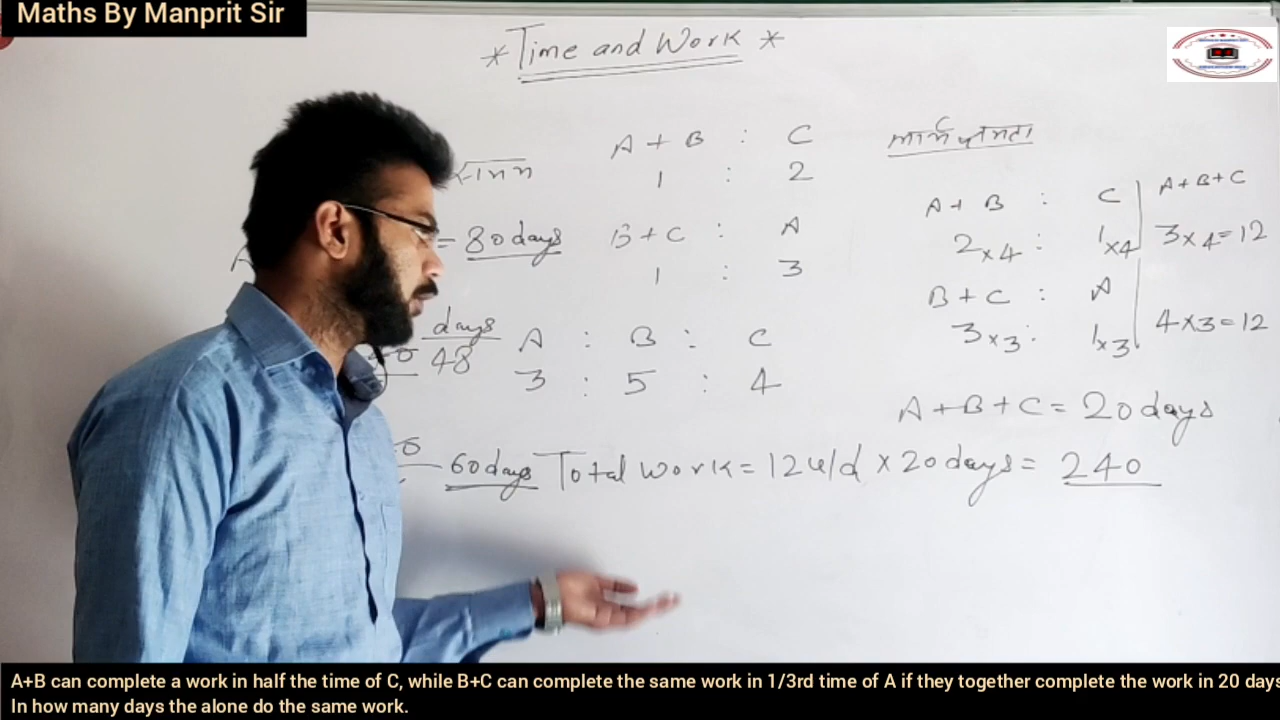 Maths By Manprit Sir
* Time and Work *
A + B : C
1 : 2
B + C : A
1 : 3
= 80 days
A : B : C
3 : 5 : 4
days
48
60 days
Total work = 12 u/d × 20 days = 240
A + B : C
2×4 : 1×4
A+B+C
3×4=12
B + C : A
3×3 : 1×3
4×3=12
A+B+C = 20 days
A+B can complete a work in half the time of C, while B+C can complete the same work in 1/3rd time of A if they together complete the work in 20 days
In how many days the alone do the same work.